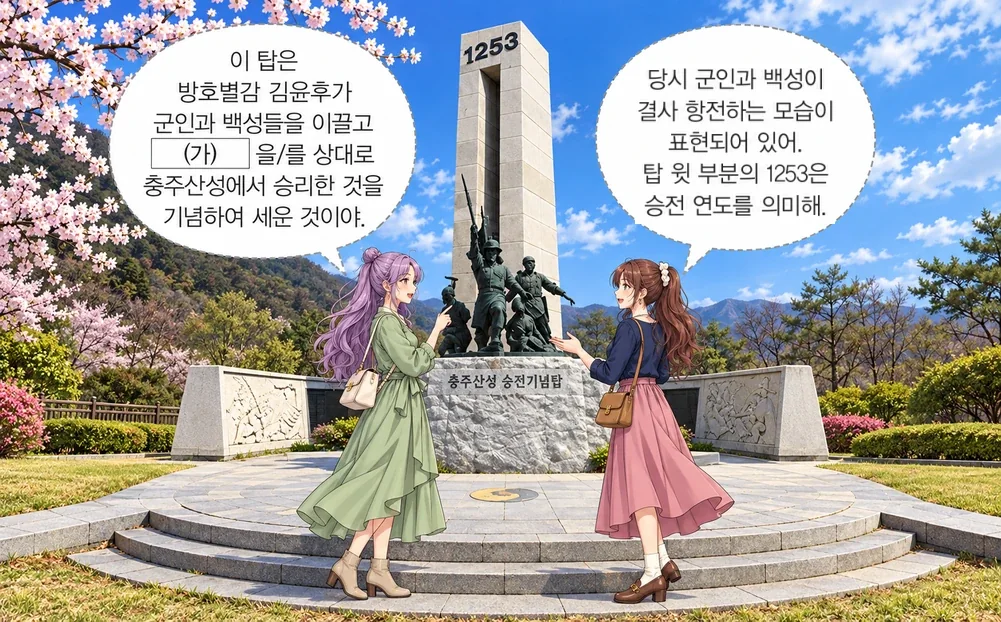 이 탑은
방호별감 김윤후가
군인과 백성들을 이끌고
(가) 을/를 상대로
충주산성에서 승리한 것을
기념하여 세운 것이야.
당시 군인과 백성이
결사 항전하는 모습이
표현되어 있어.
탑 윗 부분의 1253은
승전 연도를 의미해.
1253
충주산성 승전기념탑